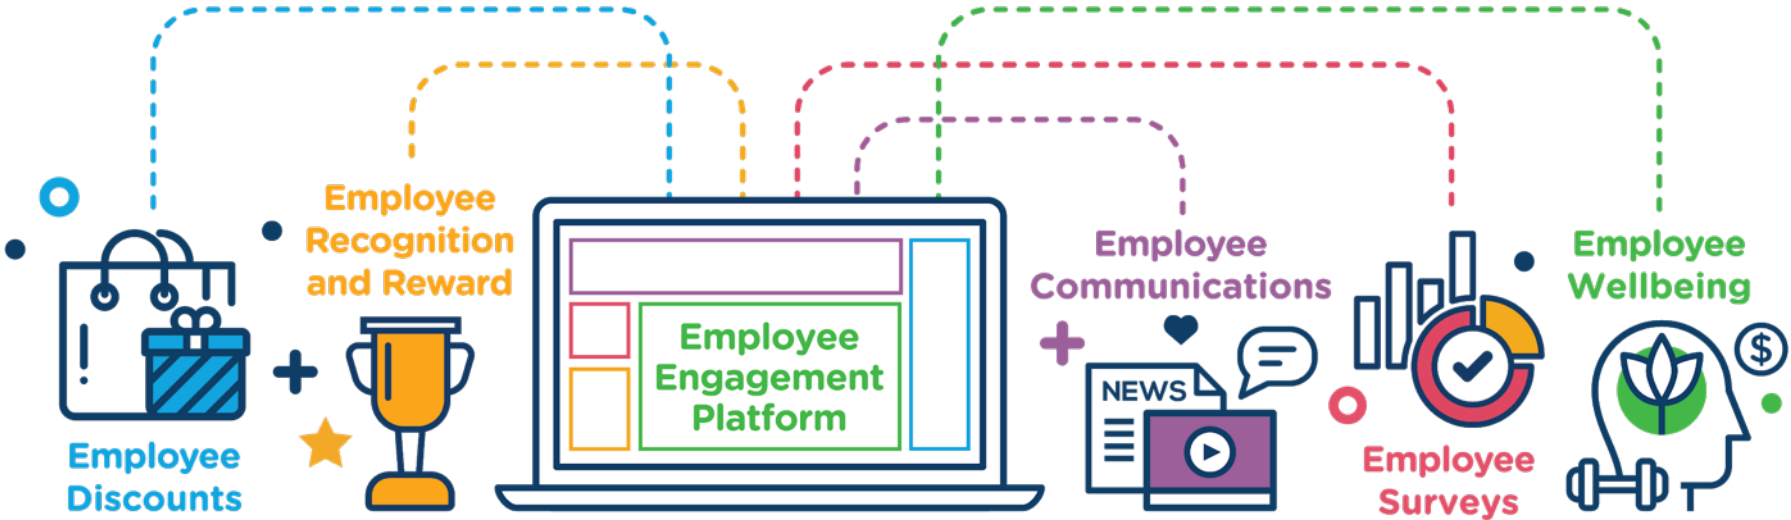 Employee
Discounts
Employee
Recognition
and Reward
Employee
Engagement
Platform
Employee
Communications
NEWS
Employee
Surveys
Employee
Wellbeing
$